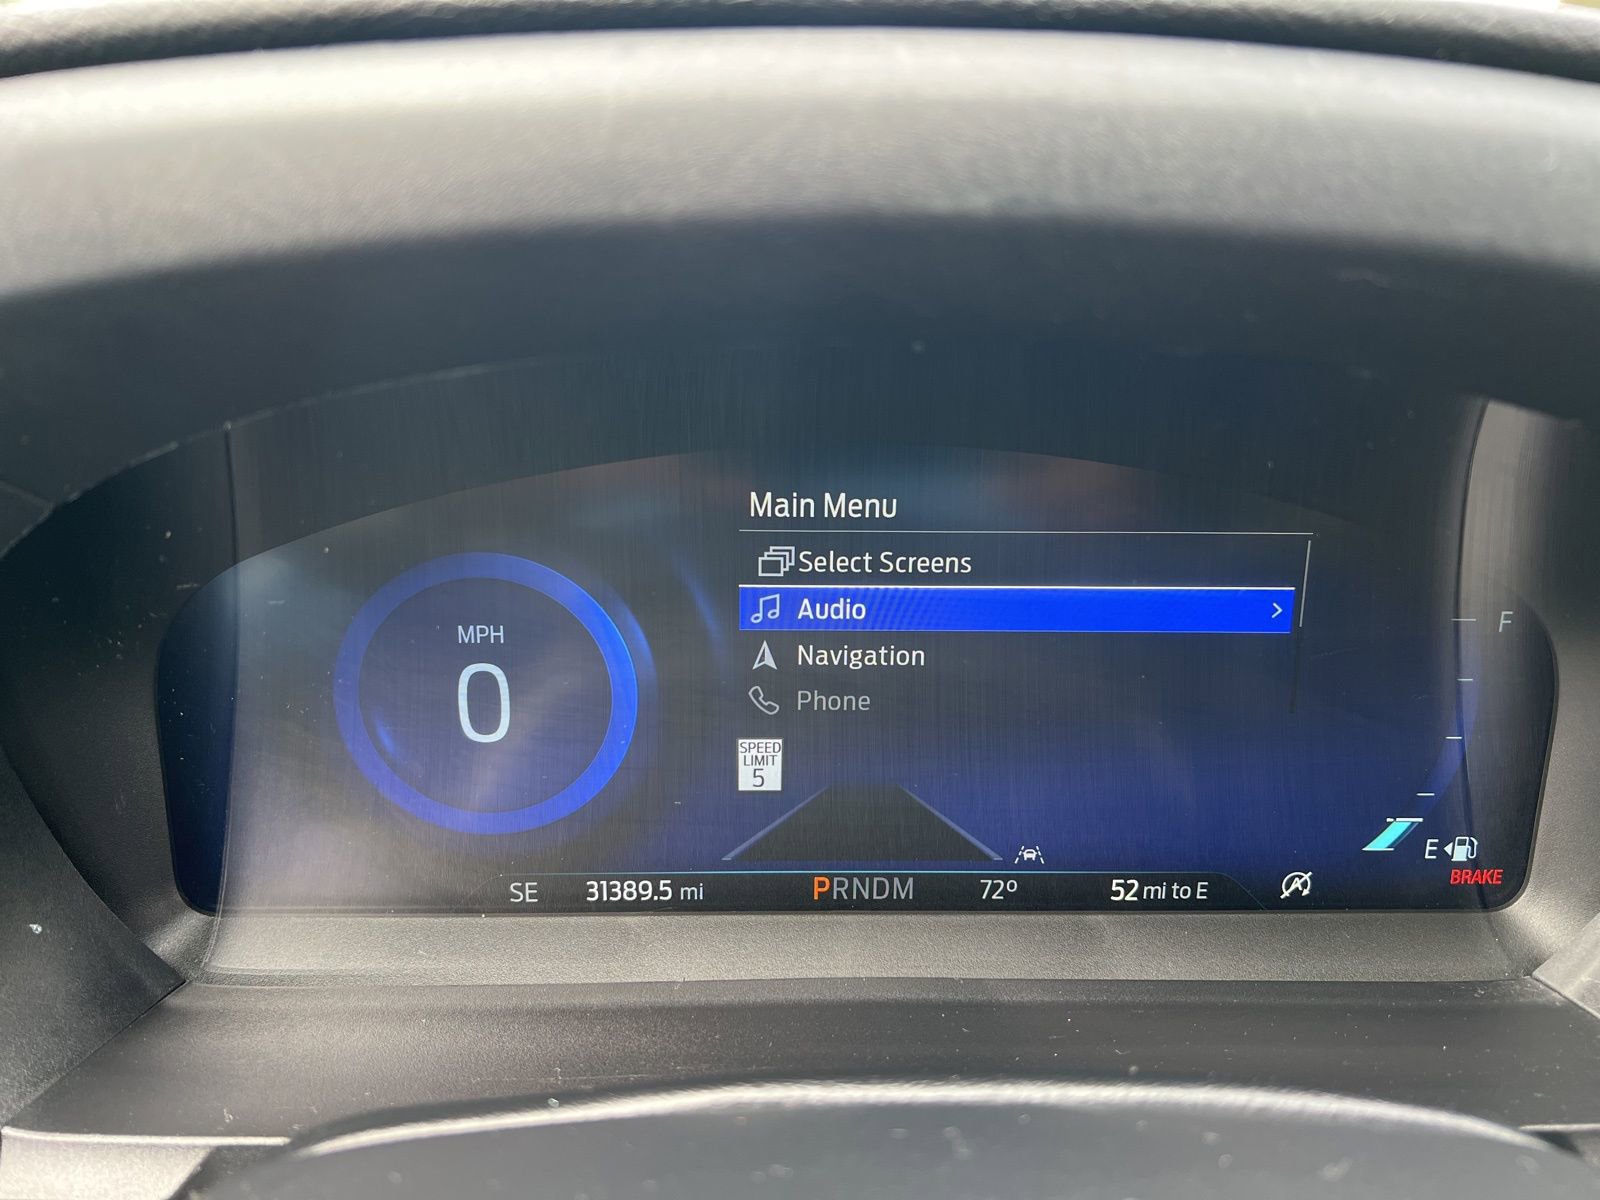 Main Menu
Select Screens
Audio
Navigation
Phone
MPH
0
SPEED
LIMIT
5
F
E
BRAKE
SE 31389.5 mi PRNDM 72º 52 mi to E